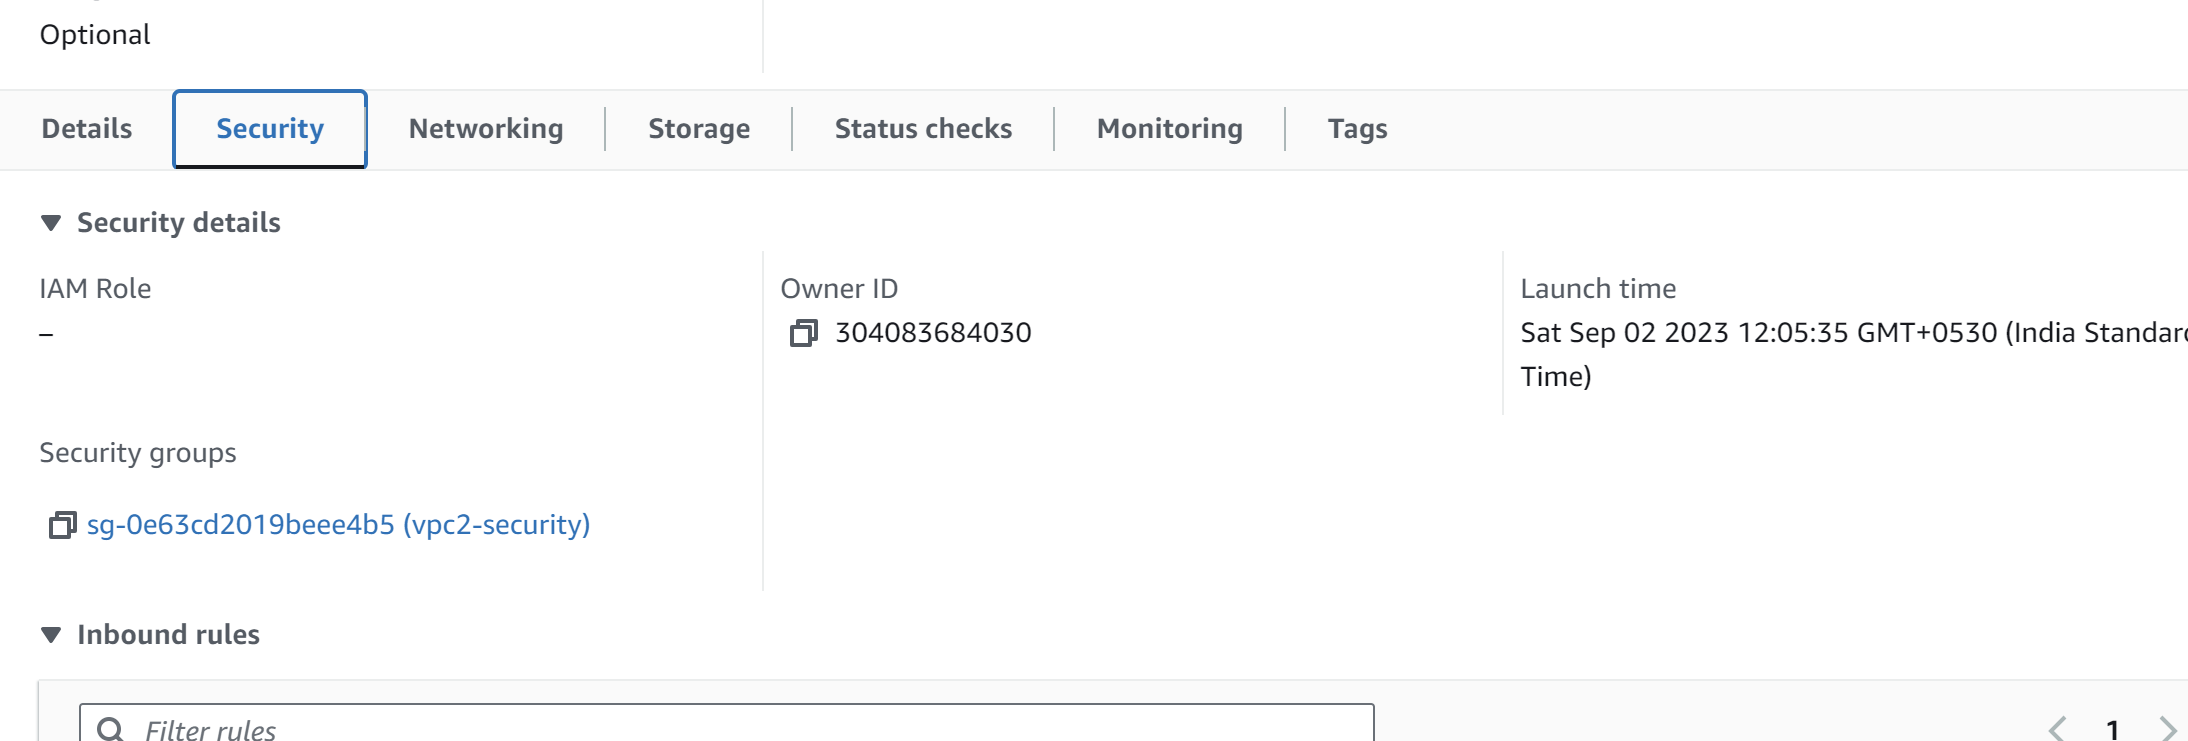 Optional
Details Security Networking Storage Status checks Monitoring Tags
Security details
IAM Role
–
Owner ID
304083684030
Launch time
Sat Sep 02 2023 12:05:35 GMT+0530 (India Standard
Time)
Security groups
sg-0e63cd2019beee4b5 (vpc2-security)
Inbound rules
Filter rules
1